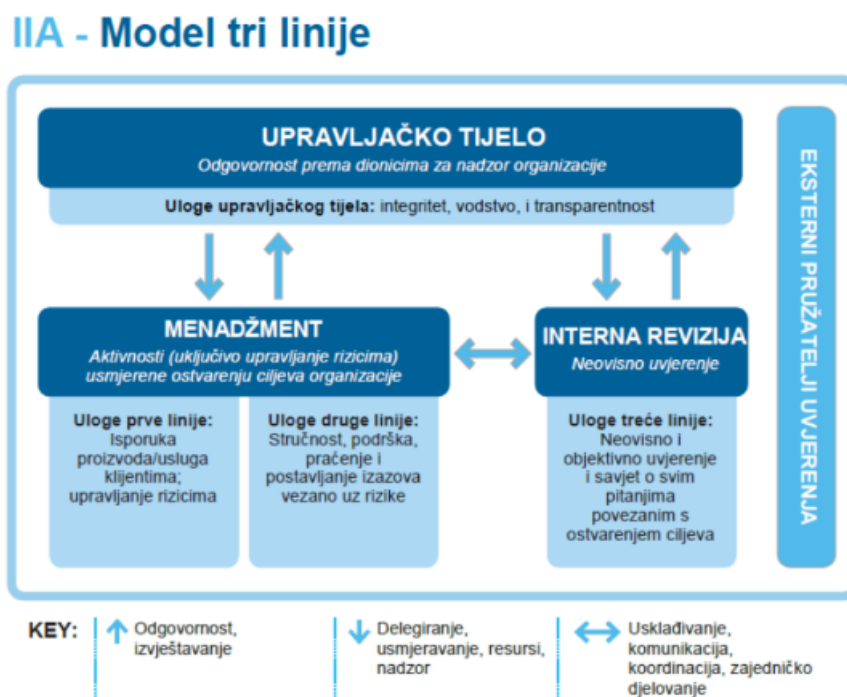 IIA - Model tri linije
UPRAVLJAČKO TIJELO
Odgovornost prema dionicima za nadzor organizacije
Uloge upravljačkog tijela: integritet, vodstvo, i transparentnost
MENADŽMENT
Aktivnosti (uključivo upravljanje rizicima)
usmjerene ostvarenju ciljeva organizacije
Uloge prve linije:
Isporuka
proizvoda/usluga
klijentima;
upravljanje rizicima
Uloge druge linije:
Stručnost, podrška,
praćenje i
postavljanje izazova
vezano uz rizike
INTERNA REVIZIJA
Neovisno uvjerenje
Uloge treće linije:
Neovisno i
objektivno uvjerenje
i savjet o svim
pitanjima
povezanim s
ostvarenjem ciljeva
EKSTERNI PRUŽATELJI UVJERENJA
KEY:
Odgovornost,
izvještavanje
Delegiranje,
usmjeravanje, resursi,
nadzor
Usklađivanje,
komunikacija,
koordinacija, zajedničko
djelovanje